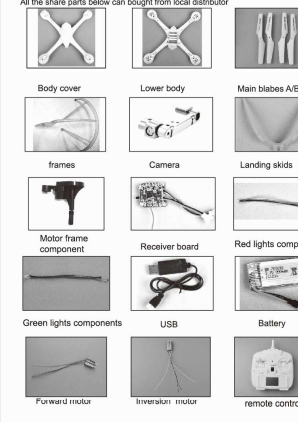 All the share parts below can bought from local distributor
Body cover
Lower body
Main blabes A/B
frames
Camera
Landing skids
Motor frame
component
Receiver board
Red lights comp
Green lights components
USB
Battery
Forward motor
Inversion motor
remote contro